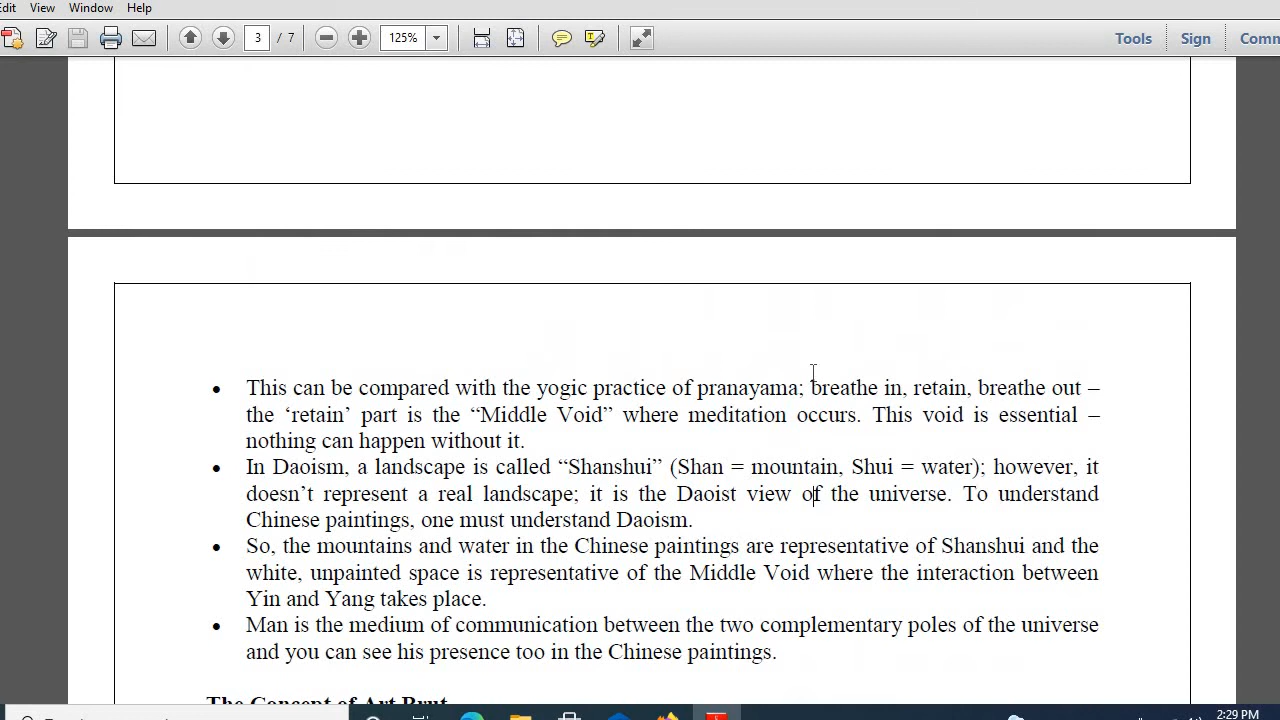 Edit View Window Help
3 / 7 125% Tools Sign Comm
• This can be compared with the yogic practice of pranayama; breathe in, retain, breathe out –
the ‘retain’ part is the “Middle Void” where meditation occurs. This void is essential –
nothing can happen without it.
• In Daoism, a landscape is called “Shanshui” (Shan = mountain, Shui = water); however, it
doesn’t represent a real landscape; it is the Daoist view of the universe. To understand
Chinese paintings, one must understand Daoism.
• So, the mountains and water in the Chinese paintings are representative of Shanshui and the
white, unpainted space is representative of the Middle Void where the interaction between
Yin and Yang takes place.
• Man is the medium of communication between the two complementary poles of the universe
and you can see his presence too in the Chinese paintings.
The Concept of Art Brut
2:29 PM